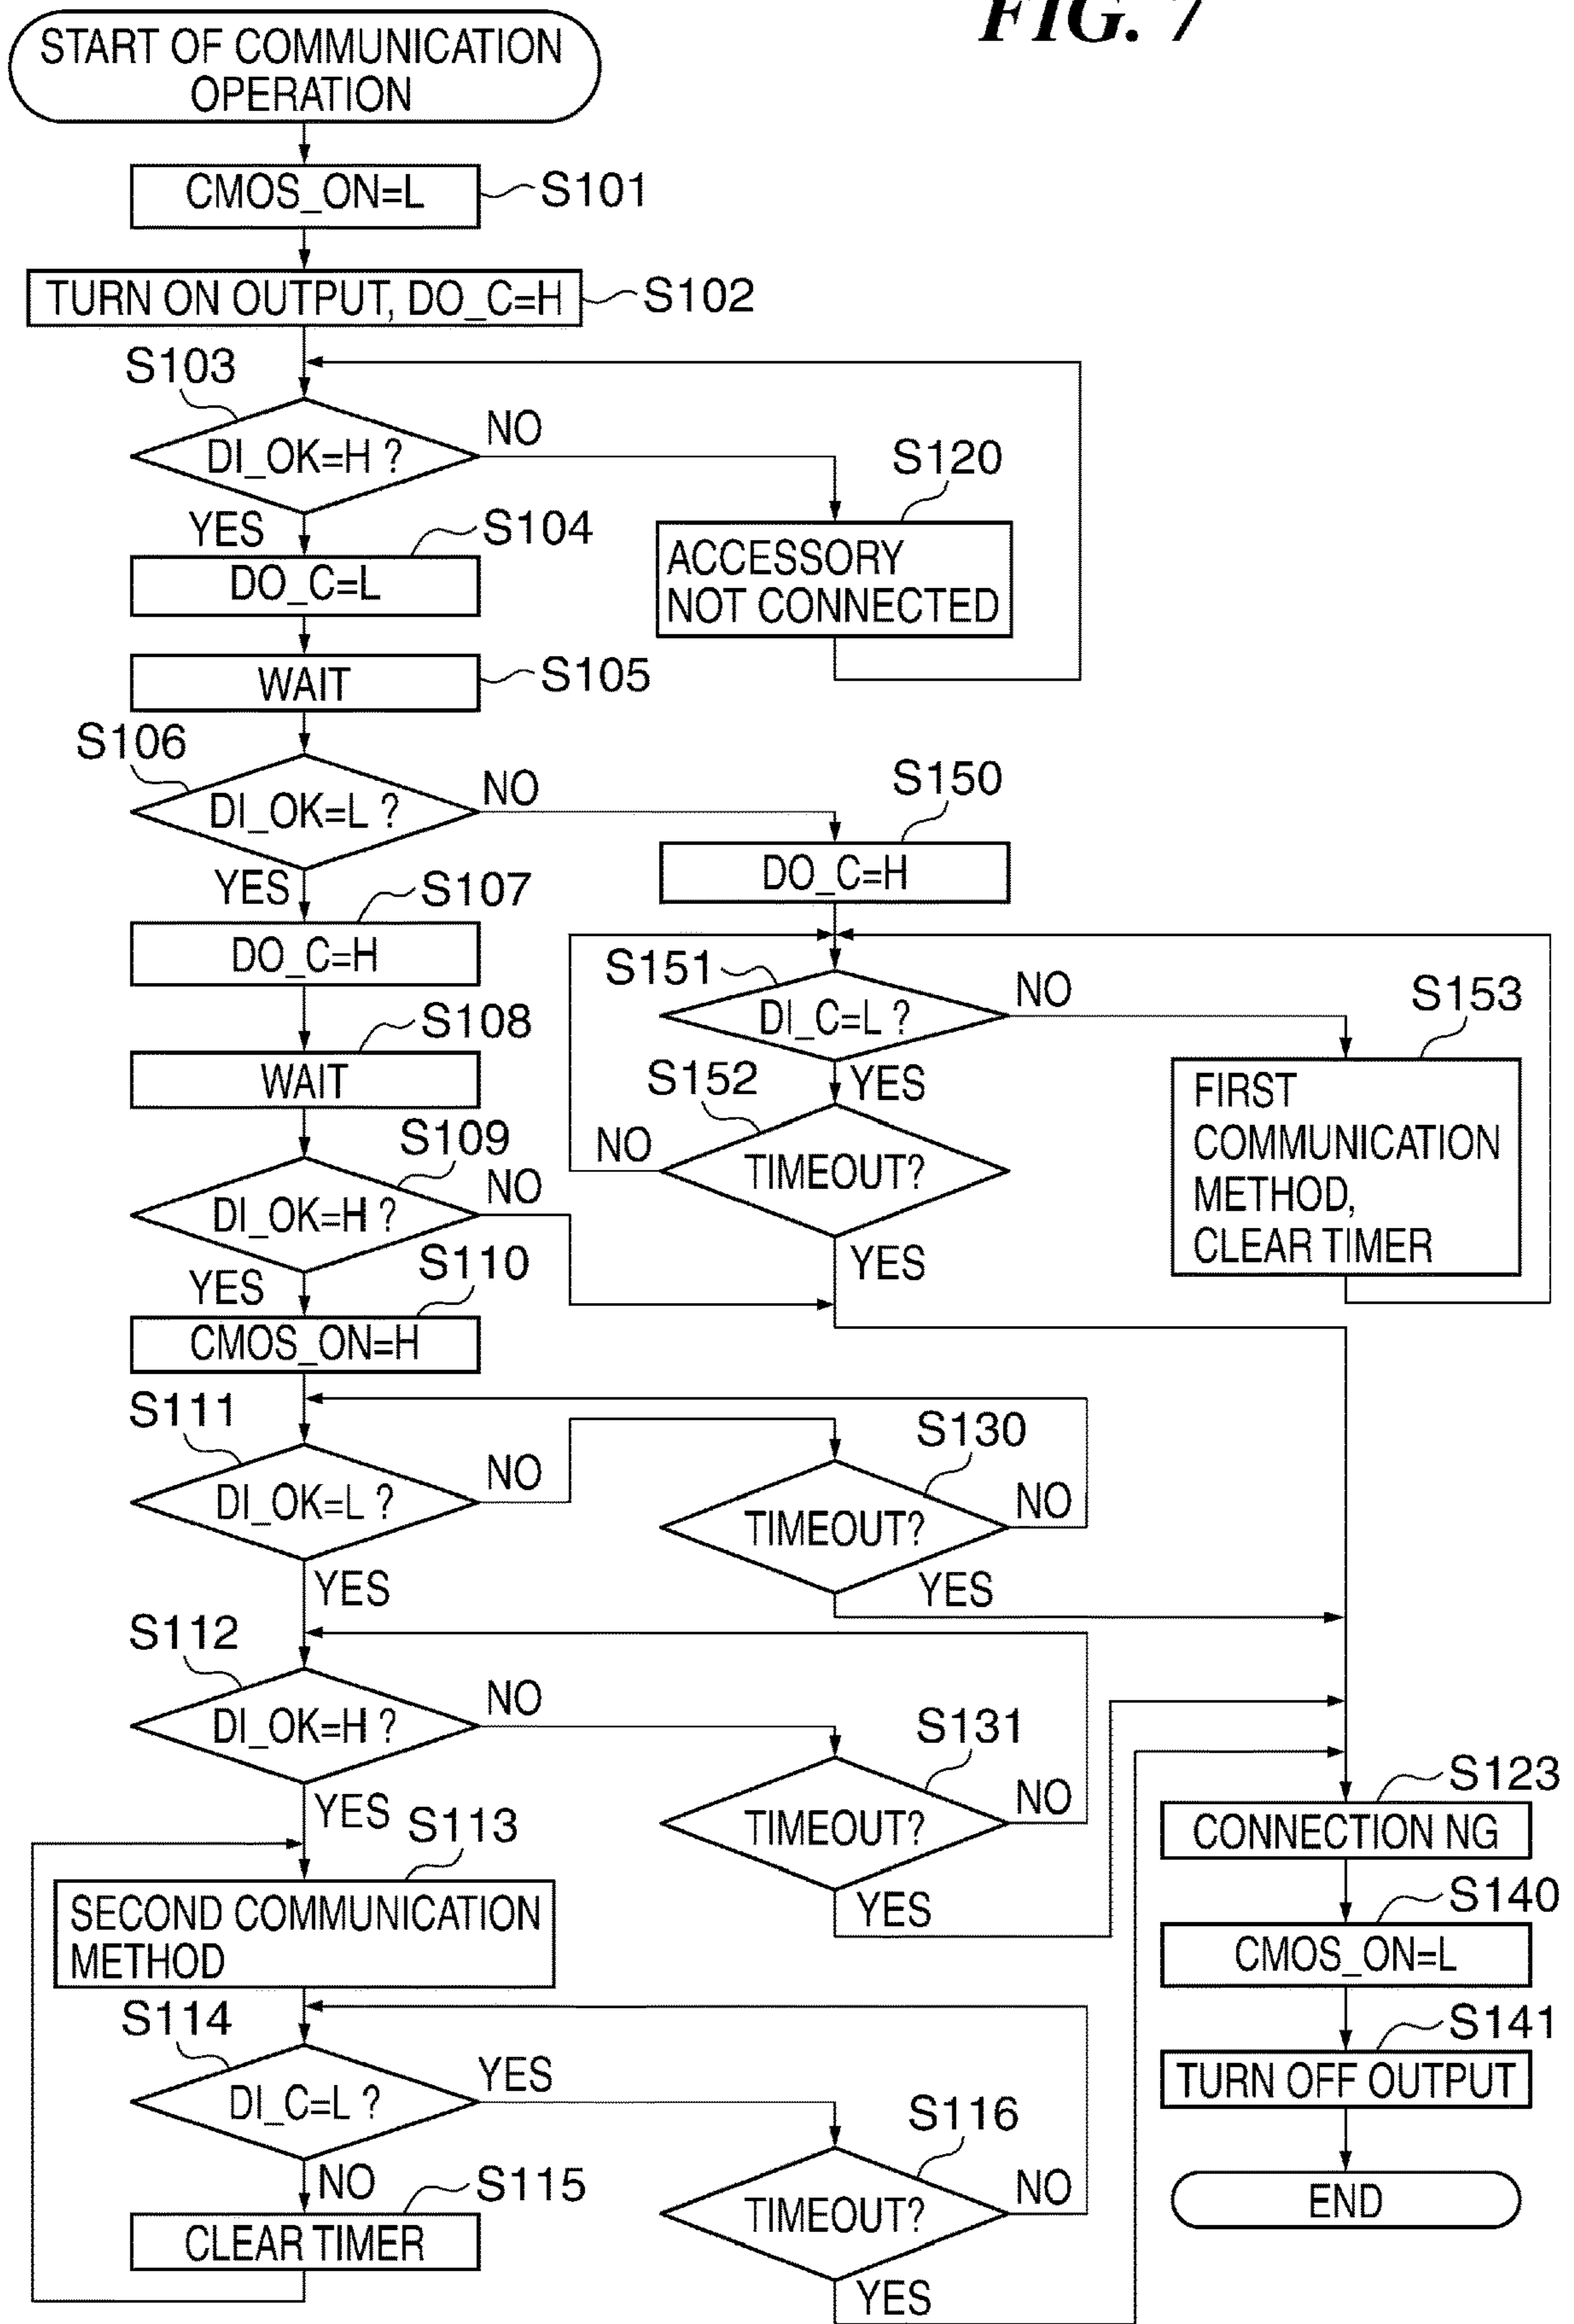 FIG. 7
START OF COMMUNICATION
OPERATION
CMOS_ON=L
S101
TURN ON OUTPUT, DO_C=H
S102
S103
DI_OK=H ?
NO
YES
S120
ACCESSORY
NOT CONNECTED
S104
DO_C=L
WAIT
S105
S106
DI_OK=L ?
NO
YES
S150
DO_C=H
S107
DO_C=H
S151
DI_C=L ?
NO
YES
S153
FIRST
COMMUNICATION
METHOD,
CLEAR TIMER
S108
WAIT
S152
TIMEOUT?
NO
YES
S109
DI_OK=H ?
NO
YES
S110
CMOS_ON=H
S111
DI_OK=L ?
NO
YES
S130
TIMEOUT?
NO
YES
S112
DI_OK=H ?
NO
YES
S131
TIMEOUT?
NO
YES
S113
SECOND COMMUNICATION
METHOD
S114
DI_C=L ?
YES
NO
S115
CLEAR TIMER
S116
TIMEOUT?
NO
YES
S123
CONNECTION NG
S140
CMOS_ON=L
S141
TURN OFF OUTPUT
END